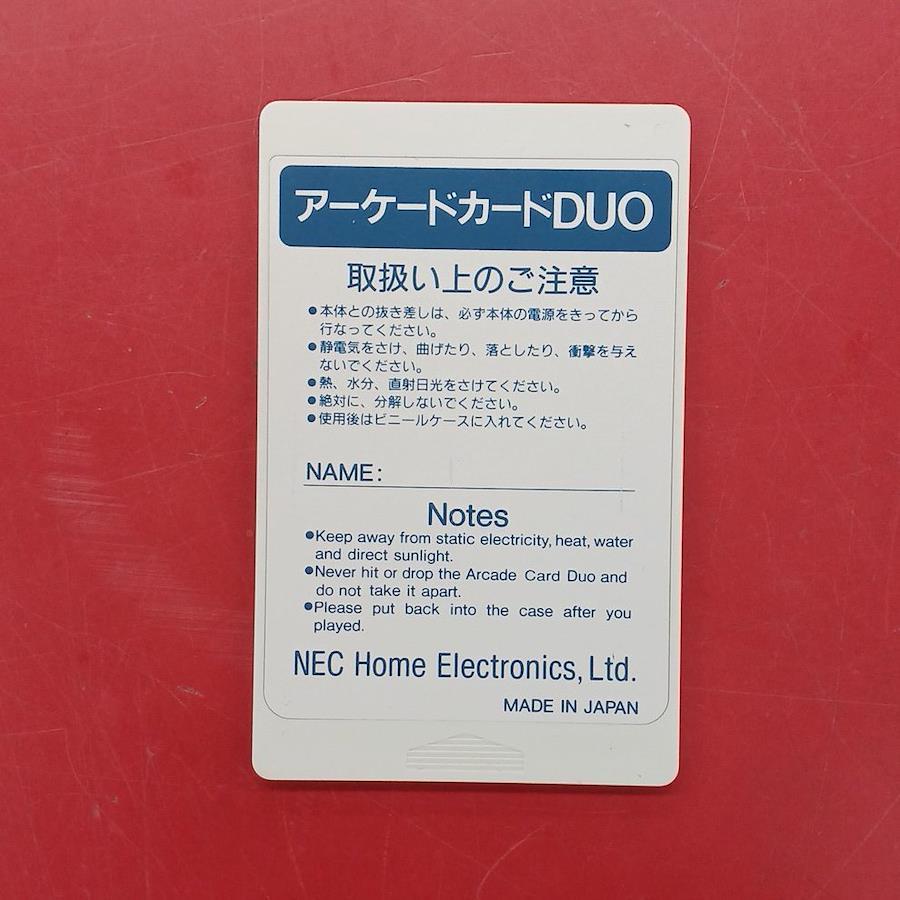 アーケードカードDUO
取扱い上のご注意
●本体との抜き差しは、必ず本体の電源をきってから
行なってください。
●静電気をさけ、曲げたり、落としたり、衝撃を与え
ないでください。
●熱、水分、直射日光をさけてください。
●絶対に、分解しないでください。
●使用後はビニールケースに入れてください。
NAME:
Notes
●Keep away from static electricity, heat, water
and direct sunlight.
●Never hit or drop the Arcade Card Duo and
do not take it apart.
●Please put back into the case after you
played.
NEC Home Electronics, Ltd.
MADE IN JAPAN